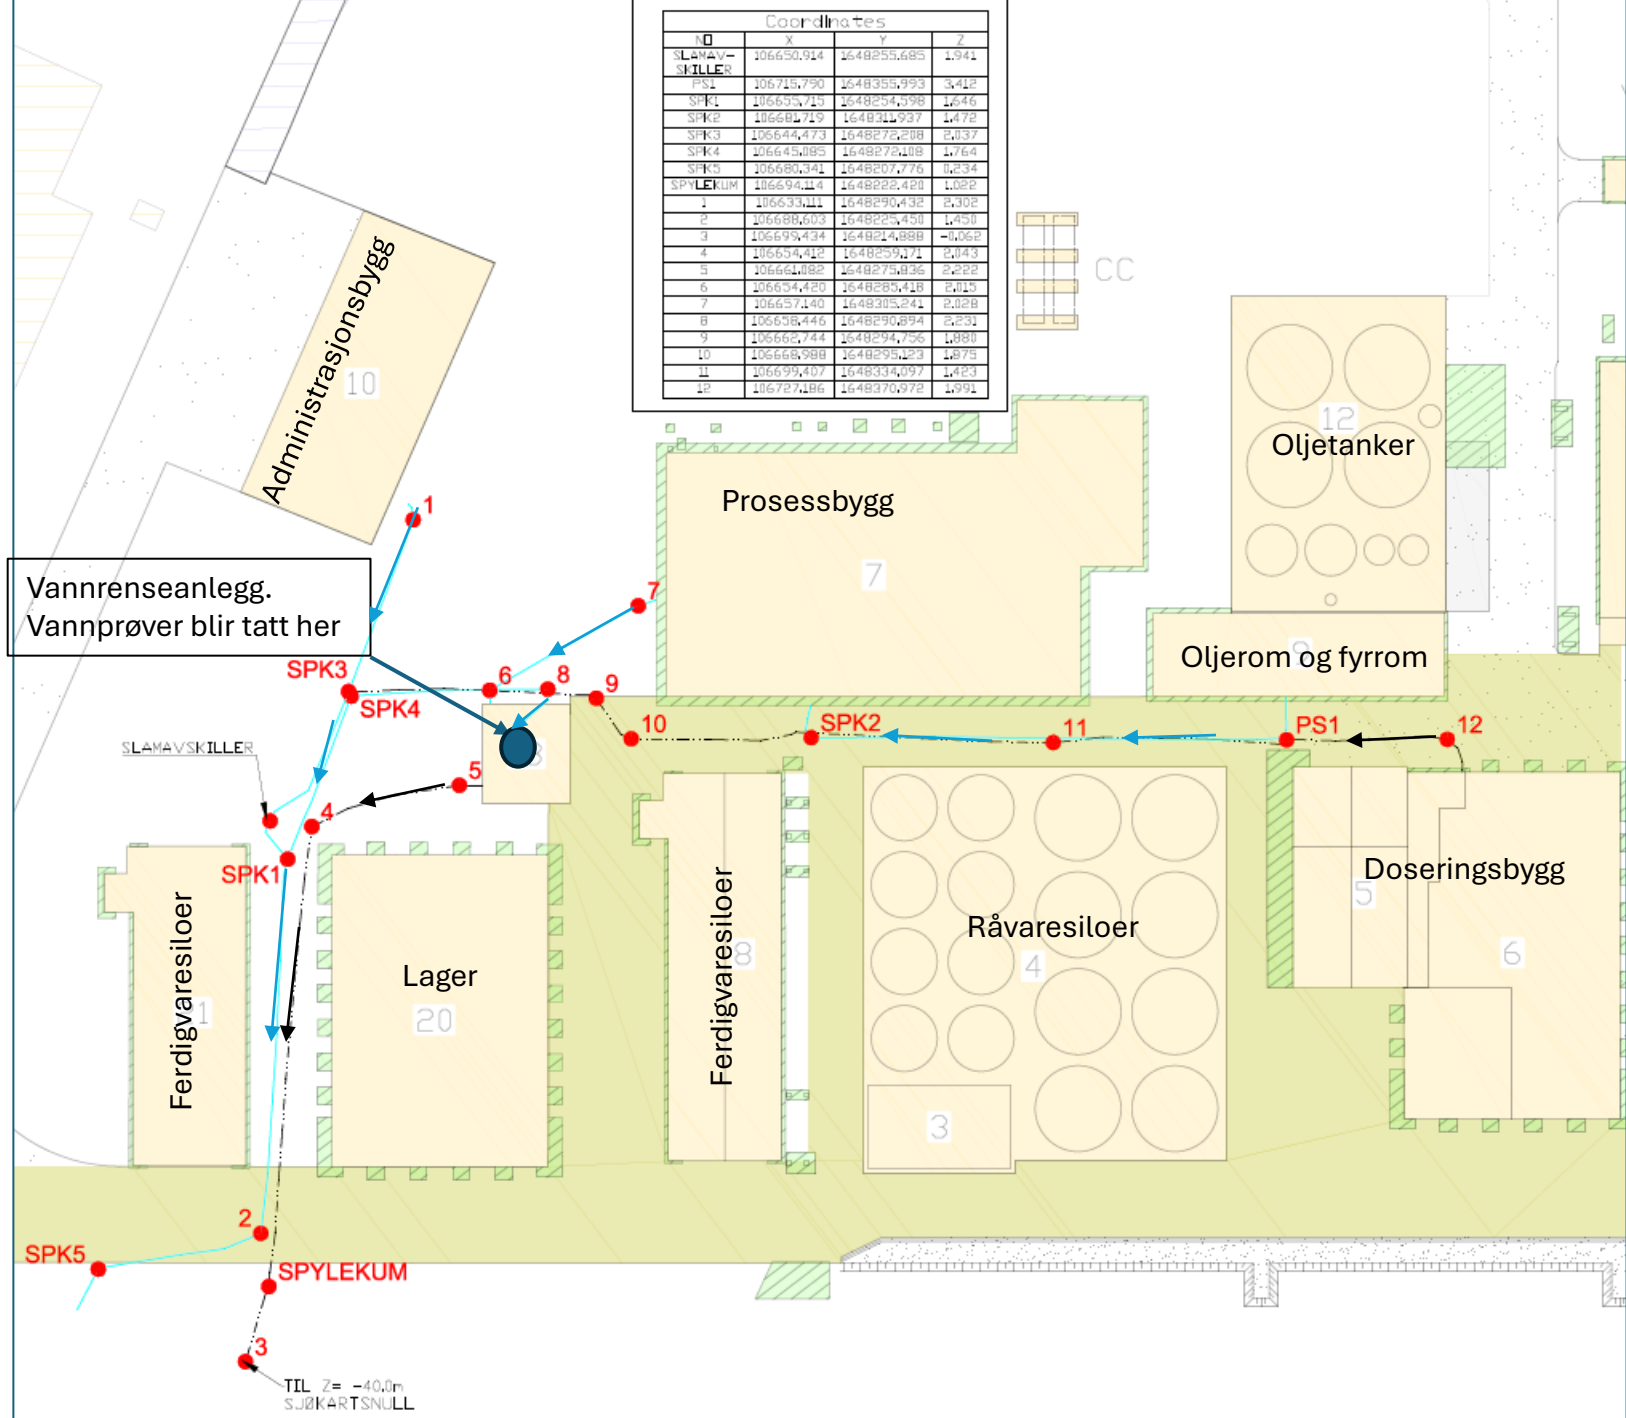 Coordinates
NO X Y Z
SLAMAV-
SKILLER 106650.914 1648255.685 1.941
PS1 106715.790 1648355.993 3.412
SPK1 106655.715 1648254.598 1.646
SPK2 106681.719 1648311.937 1.472
SPK3 106644.473 1648272.208 2.037
SPK4 106645.085 1648272.108 1.764
SPK5 106680.341 1648207.776 0.234
SPYLEKUM 106694.114 1648222.420 1.022
1 106633.111 1648290.432 2.302
2 106688.603 1648225.450 1.450
3 106699.434 1648214.888 -0.062
4 106654.412 1648259.171 2.043
5 106661.082 1648275.836 2.222
6 106654.420 1648285.418 2.015
7 106657.140 1648305.241 2.028
8 106658.446 1648290.894 2.231
9 106662.744 1648294.756 1.880
10 106668.988 1648295.123 1.875
11 106699.407 1648334.097 1.423
12 106727.186 1648370.972 1.991
CC
Administrasjonsbygg
10
12
Oljetanker
1
Prosessbygg
7
7
Vannrenseanlegg.
Vannprøver blir tatt her
Oljerom og fyrrom
SPK3
6
8
9
SPK4
10
SPK2
11
PS1
12
SLAMAVSKILLER
5
4
SPK1
Ferdigvaresiloer
Lager
20
Ferdigvaresiloer
8
Råvaresiloer
4
3
Doseringsbygg
5
6
2
SPK5
SPYLEKUM
3
TIL Z= -40.0m
SJØKARTSNULL